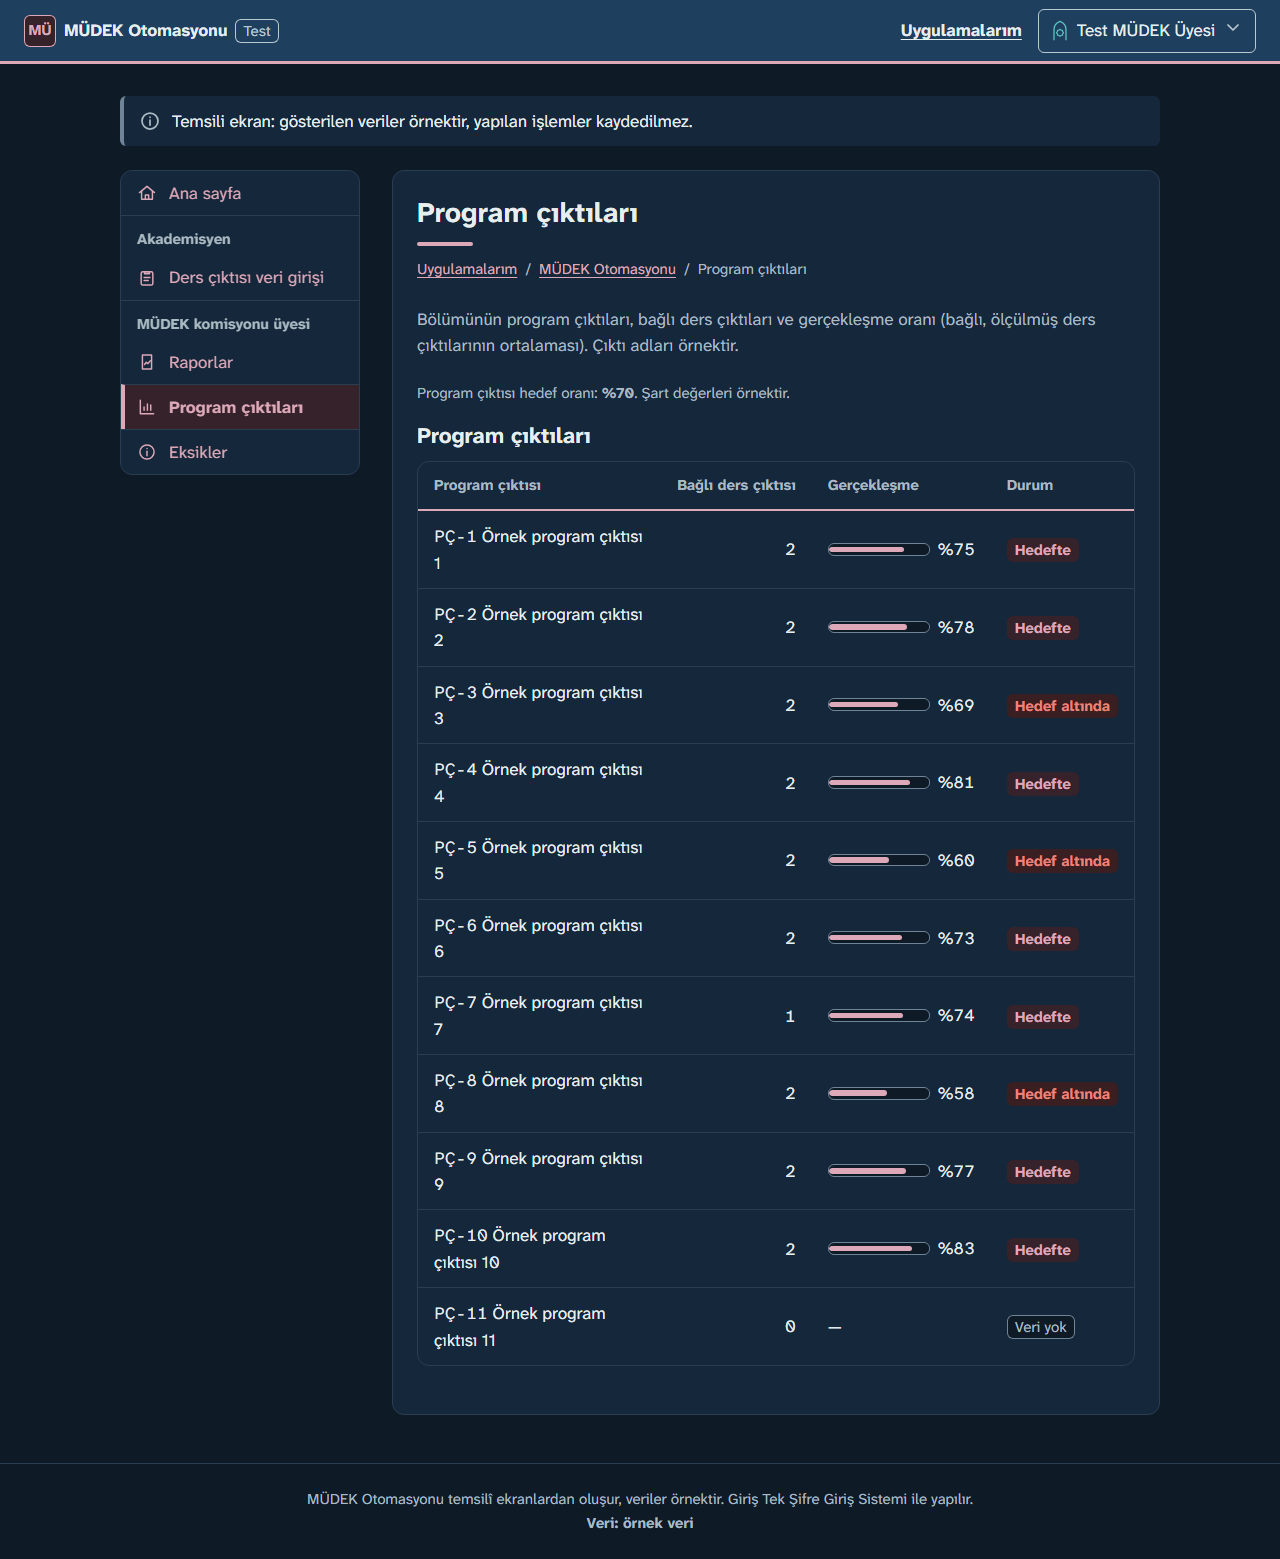 MÜ MÜDEK Otomasyonu Test
Uygulamalarım
Test MÜDEK Üyesi
Temsili ekran: gösterilen veriler örnektir, yapılan işlemler kaydedilmez.
Ana sayfa
Akademisyen
Ders çıktısı veri girişi
MÜDEK komisyonu üyesi
Raporlar
Program çıktıları
Eksikler
Program çıktıları
Uygulamalarım / MÜDEK Otomasyonu / Program çıktıları
Bölümünün program çıktıları, bağlı ders çıktıları ve gerçekleşme oranı (bağlı, ölçülmüş ders
çıktılarının ortalaması). Çıktı adları örnektir.
Program çıktısı hedef oranı: %70. Şart değerleri örnektir.
Program çıktıları
Program çıktısı Bağlı ders çıktısı Gerçekleşme Durum
PÇ-1 Örnek program çıktısı
1
2 %75 Hedefte
PÇ-2 Örnek program çıktısı
2
2 %78 Hedefte
PÇ-3 Örnek program çıktısı
3
2 %69 Hedef altında
PÇ-4 Örnek program çıktısı
4
2 %81 Hedefte
PÇ-5 Örnek program çıktısı
5
2 %60 Hedef altında
PÇ-6 Örnek program çıktısı
6
2 %73 Hedefte
PÇ-7 Örnek program çıktısı
7
1 %74 Hedefte
PÇ-8 Örnek program çıktısı
8
2 %58 Hedef altında
PÇ-9 Örnek program çıktısı
9
2 %77 Hedefte
PÇ-10 Örnek program
çıktısı 10
2 %83 Hedefte
PÇ-11 Örnek program
çıktısı 11
0 — Veri yok
MÜDEK Otomasyonu temsilî ekranlardan oluşur, veriler örnektir. Giriş Tek Şifre Giriş Sistemi ile yapılır.
Veri: örnek veri